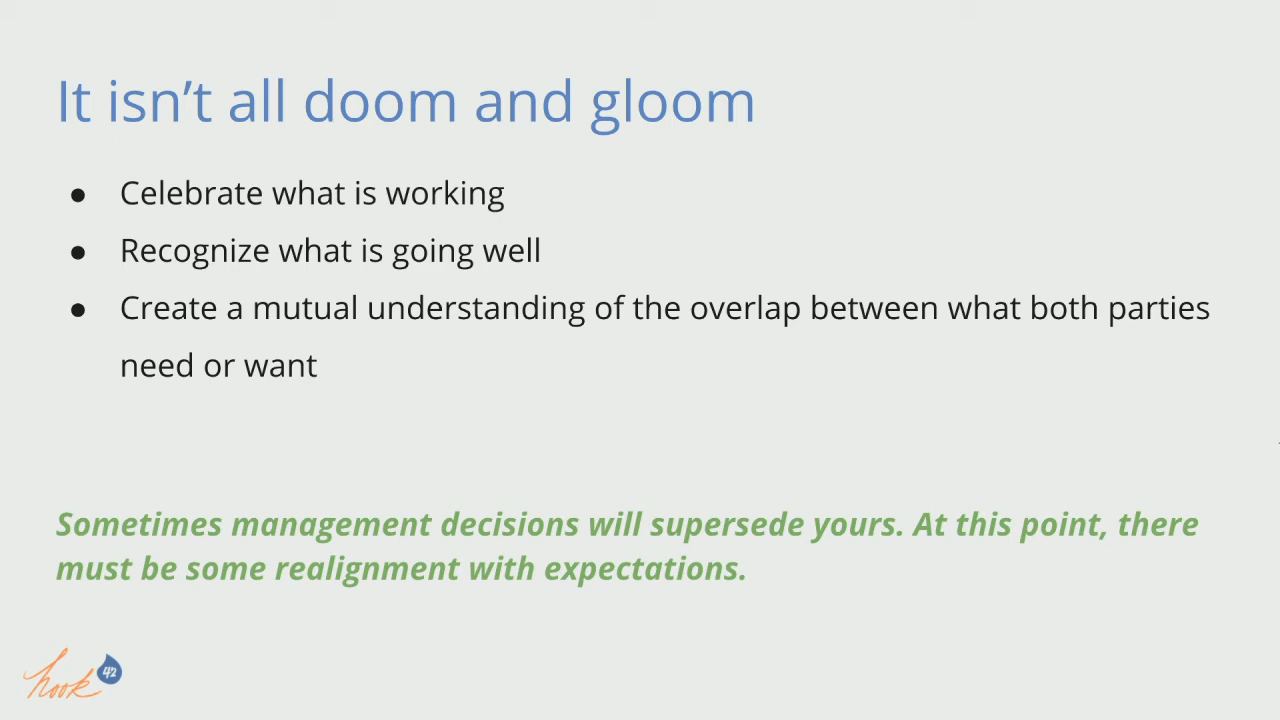 It isn’t all doom and gloom
● Celebrate what is working
● Recognize what is going well
● Create a mutual understanding of the overlap between what both parties
need or want
Sometimes management decisions will supersede yours. At this point, there
must be some realignment with expectations.
hook 42